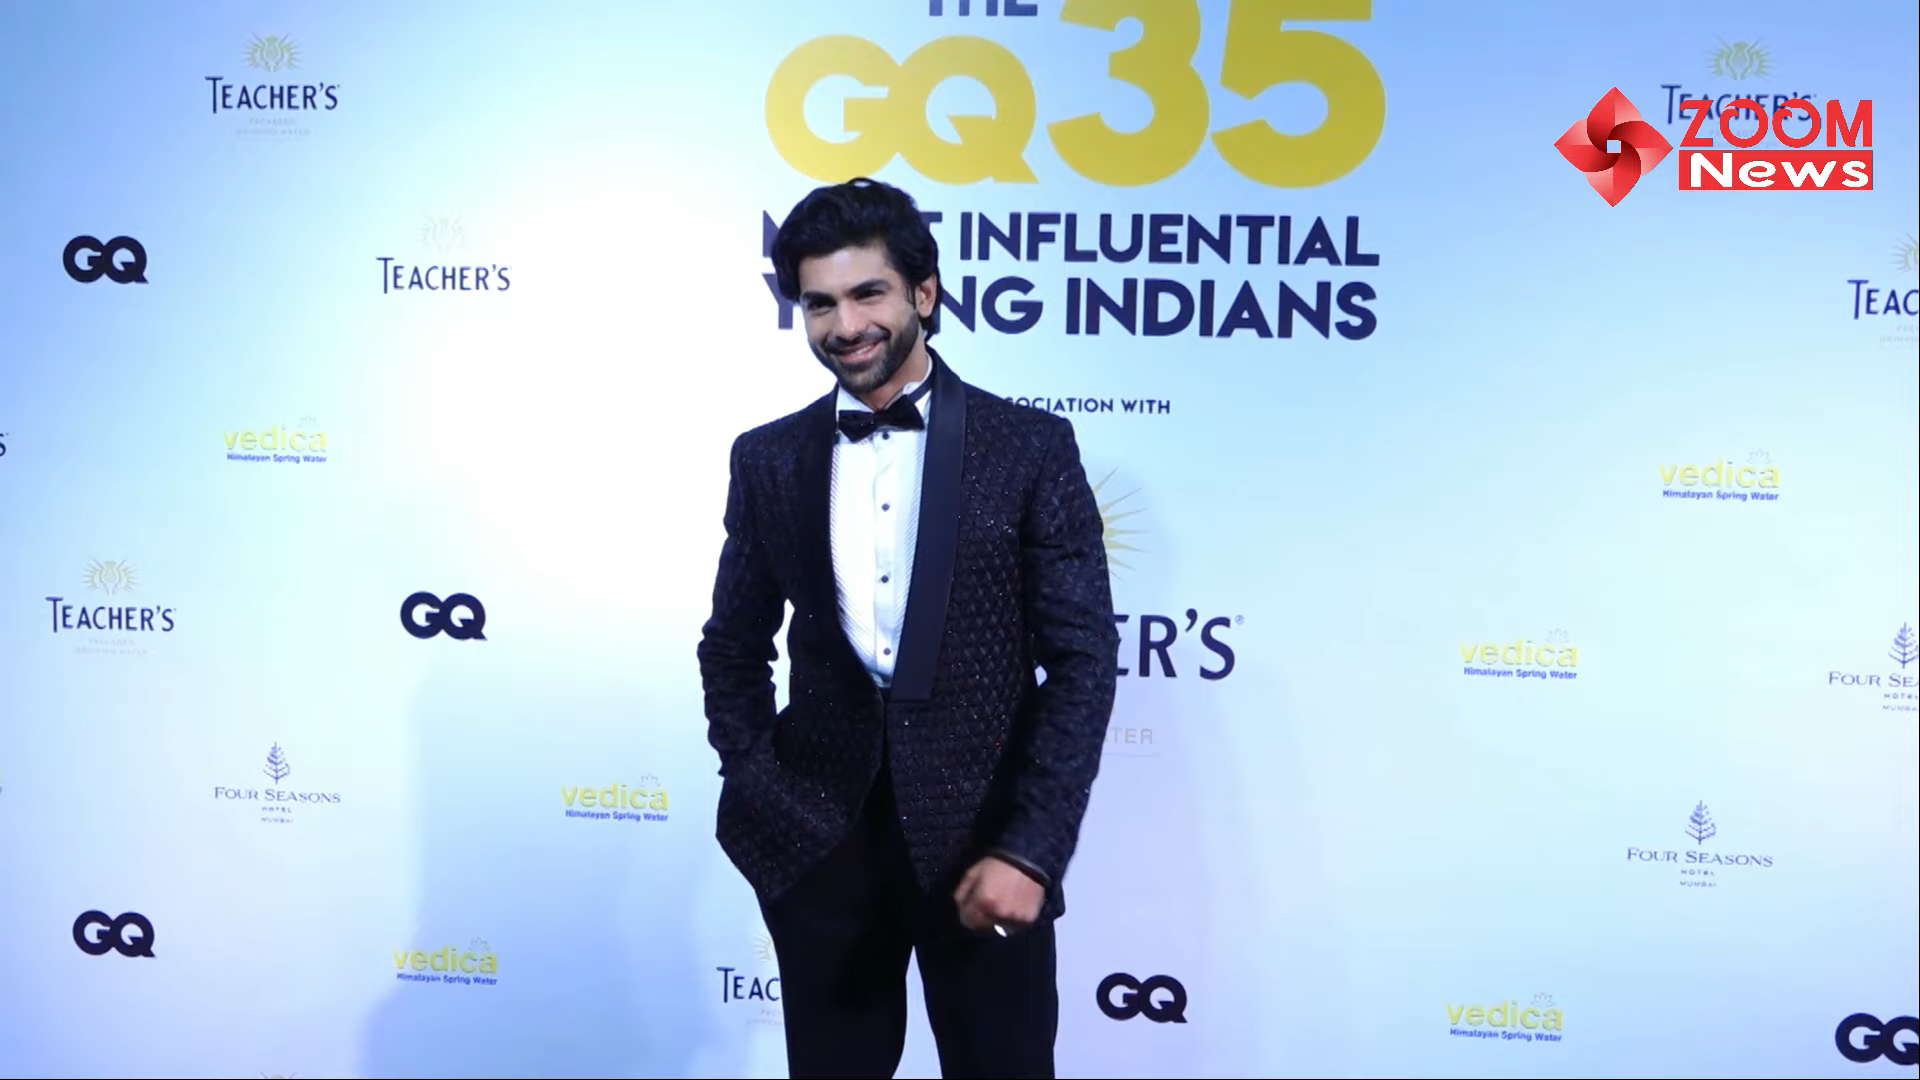 THE
GQ 35
INFLUENTIAL
INDIANS
WITH
TEACHER'S
TEACHER'S
ZOOM
News
GQ
TEACHER'S
vedica
Himalayan Spring Water
vedica
Himalayan Spring Water
TEACHER'S
GQ
ER'S
vedica
Himalayan Spring Water
FOUR SEASONS
HOTEL
MUMBAI
vedica
Himalayan Spring Water
FOUR SEASONS
HOTEL
MUMBAI
GQ
vedica
Himalayan Spring Water
GQ
vedica
Himalayan Spring Water
GQ